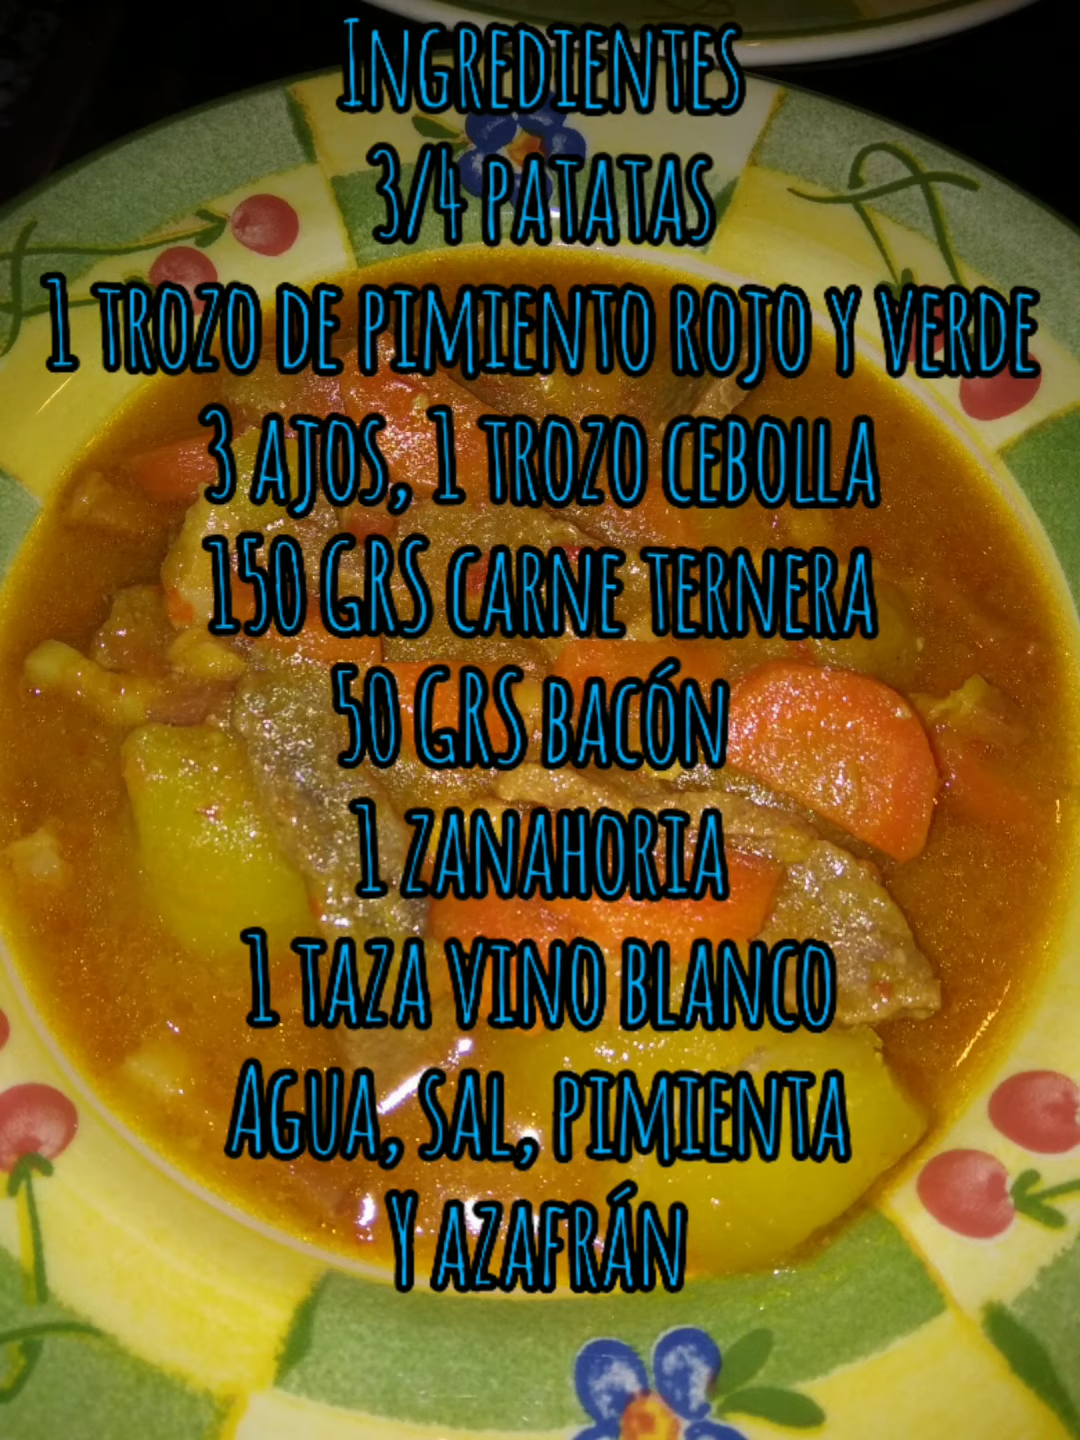 Ingredientes
3/4 patatas
1 trozo de pimiento rojo y verde
3 ajos, 1 trozo cebolla
150 GRS carne ternera
50 GRS bacón
1 zanahoria
1 taza vino blanco
Agua, sal, pimienta
Y azafrán